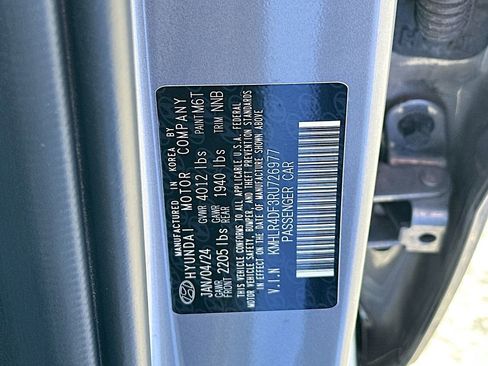 MANUFACTURED IN KOREA BY
HYUNDAI MOTOR COMPANY
JAN/04/24 GVWR 4012 lbs PAINT M6T
GAWR FRONT 2205 lbs GAWR REAR 1940 lbs TRIM NNB
THIS VEHICLE CONFORMS TO ALL APPLICABLE U.S.A. FEDERAL
MOTOR VEHICLE SAFETY, BUMPER, AND THEFT PREVENTION
STANDARDS IN EFFECT ON THE DATE OF MANUFACTURE SHOWN ABOVE.
V.I.N KMHLR4DF3RU726977
PASSENGER CAR